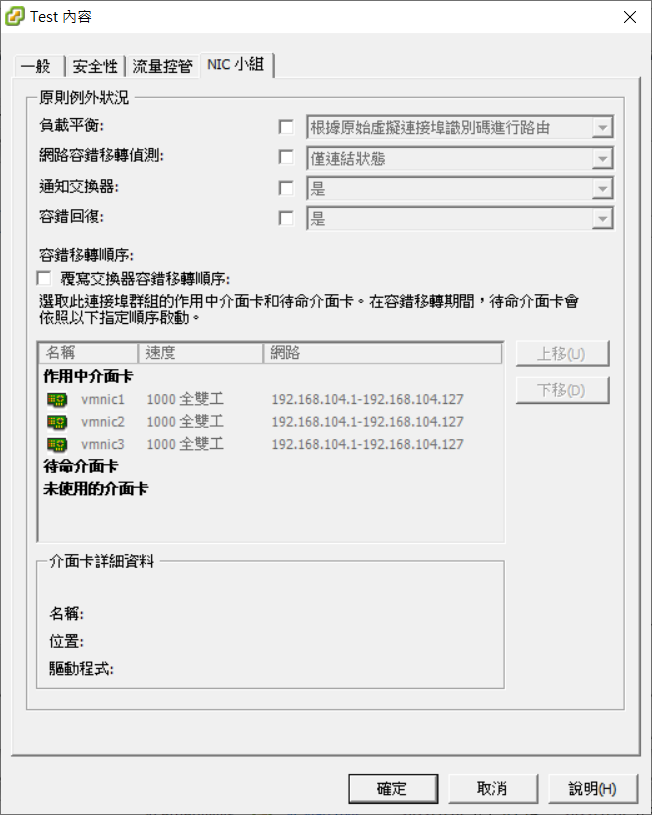 Test 內容
一般 安全性 流量控管 NIC 小組
原則例外狀況
負載平衡: 根據原始虛擬連接埠識別碼進行路由
網路容錯移轉偵測: 僅連結狀態
通知交換器: 是
容錯回復: 是
容錯移轉順序:
覆寫交換器容錯移轉順序:
選取此連接埠群組的作用中介面卡和待命介面卡。在容錯移轉期間，待命介面卡會
依照以下指定順序啟動。
名稱 速度 網路 上移(U)
作用中介面卡 下移(D)
vmnic1 1000 全雙工 192.168.104.1-192.168.104.127
vmnic2 1000 全雙工 192.168.104.1-192.168.104.127
vmnic3 1000 全雙工 192.168.104.1-192.168.104.127
待命介面卡
未使用的介面卡
介面卡詳細資料
名稱:
位置:
驅動程式:
確定 取消 說明(H)